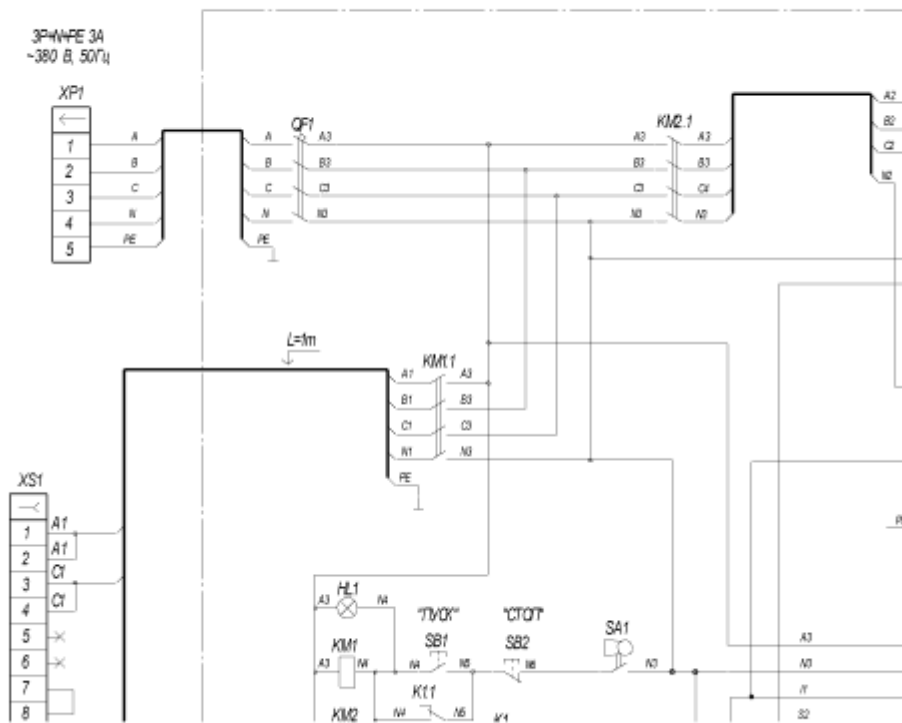 3P+N+PE 3A
~380 В, 50Гц
XP1
1
2
3
4
5
A
B
C
N
PE
A
B
C
N
PE
QF1
A3
B3
C3
N3
A3
B3
C3
N3
KM2.1
A3
B3
C4
N3
A2
B2
C2
N2
L=1m
KM1.1
A1
B1
C1
N1
PE
A3
B3
C3
N3
XS1
1
2
3
4
5
6
7
8
A1
A1
C1
C1
HL1
A3
N4
"ПУСК"
"СТОП"
SB1
SB2
SA1
KM1
A3
N4
N4
N5
N6
N3
K1.1
N4
N5
KM2
K1
A3
N3
I1
S2